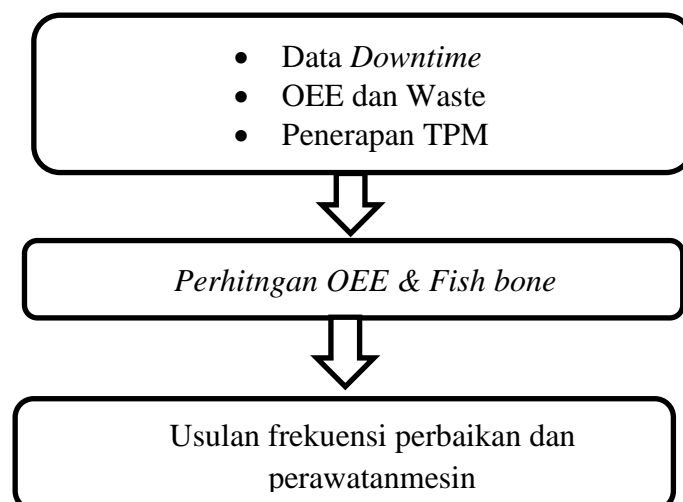 • Data Downtime
• OEE dan Waste
• Penerapan TPM
Perhitngan OEE & Fish bone
Usulan frekuensi perbaikan dan
perawatanmesin